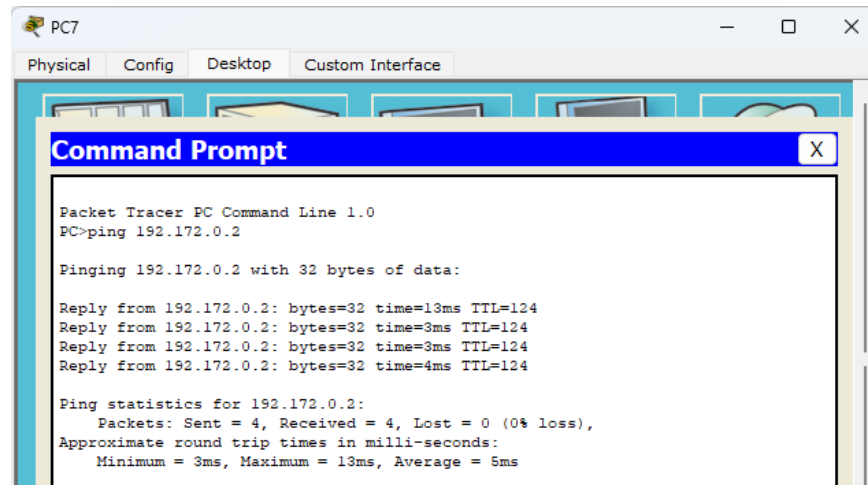 PC7
Physical Config Desktop Custom Interface
Command Prompt X
Packet Tracer PC Command Line 1.0
PC>ping 192.172.0.2
Pinging 192.172.0.2 with 32 bytes of data:
Reply from 192.172.0.2: bytes=32 time=13ms TTL=124
Reply from 192.172.0.2: bytes=32 time=3ms TTL=124
Reply from 192.172.0.2: bytes=32 time=3ms TTL=124
Reply from 192.172.0.2: bytes=32 time=4ms TTL=124
Ping statistics for 192.172.0.2:
Packets: Sent = 4, Received = 4, Lost = 0 (0% loss),
Approximate round trip times in milli-seconds:
Minimum = 3ms, Maximum = 13ms, Average = 5ms